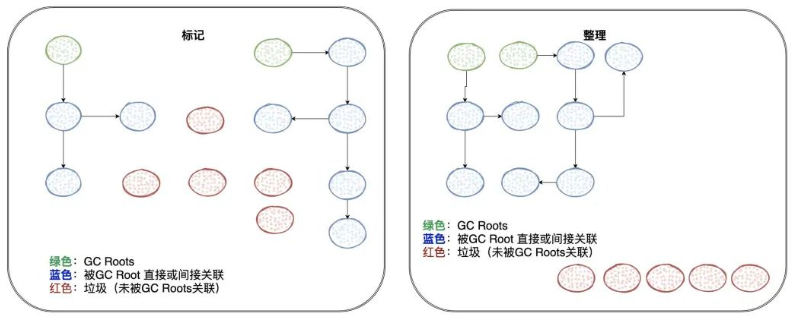 标记
绿色：GC Roots
蓝色：被GC Root 直接或间接关联
红色：垃圾（未被GC Roots关联）
整理
绿色：GC Roots
蓝色：被GC Root 直接或间接关联
红色：垃圾（未被GC Roots关联）